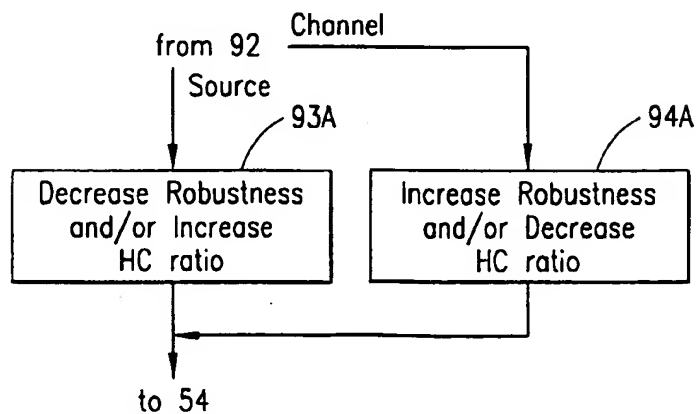 from 92
Channel
Source
93A
94A
Decrease Robustness
and/or Increase
HC ratio
Increase Robustness
and/or Decrease
HC ratio
to 54